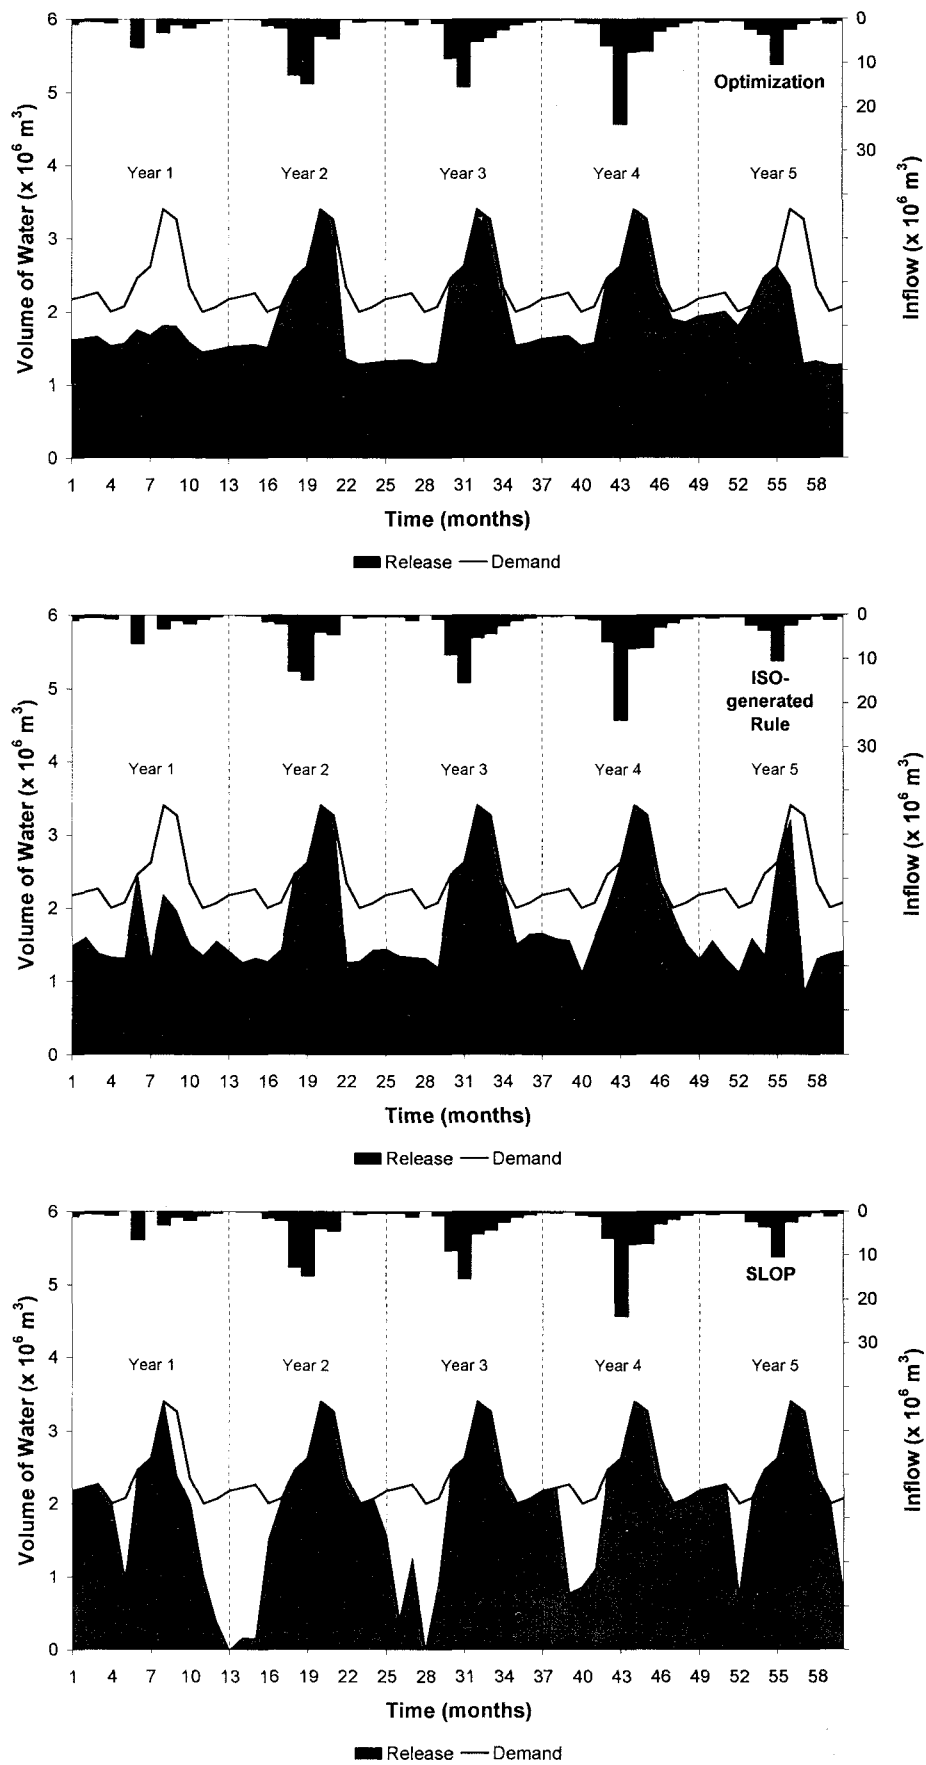 6
5
4
3
2
1
0
0
10
20
30
Volume of Water (x 10⁶ m³)
Inflow (x 10⁶ m³)
Optimization
Year 1 Year 2 Year 3 Year 4 Year 5
1 4 7 10 13 16 19 22 25 28 31 34 37 40 43 46 49 52 55 58
Time (months)
Release Demand
6
5
4
3
2
1
0
0
10
20
30
Volume of Water (x 10⁶ m³)
Inflow (x 10⁶ m³)
ISO-
generated
Rule
Year 1 Year 2 Year 3 Year 4 Year 5
1 4 7 10 13 16 19 22 25 28 31 34 37 40 43 46 49 52 55 58
Time (months)
Release Demand
6
5
4
3
2
1
0
0
10
20
30
Volume of Water (x 10⁶ m³)
Inflow (x 10⁶ m³)
SLOP
Year 1 Year 2 Year 3 Year 4 Year 5
1 4 7 10 13 16 19 22 25 28 31 34 37 40 43 46 49 52 55 58
Time (months)
Release Demand